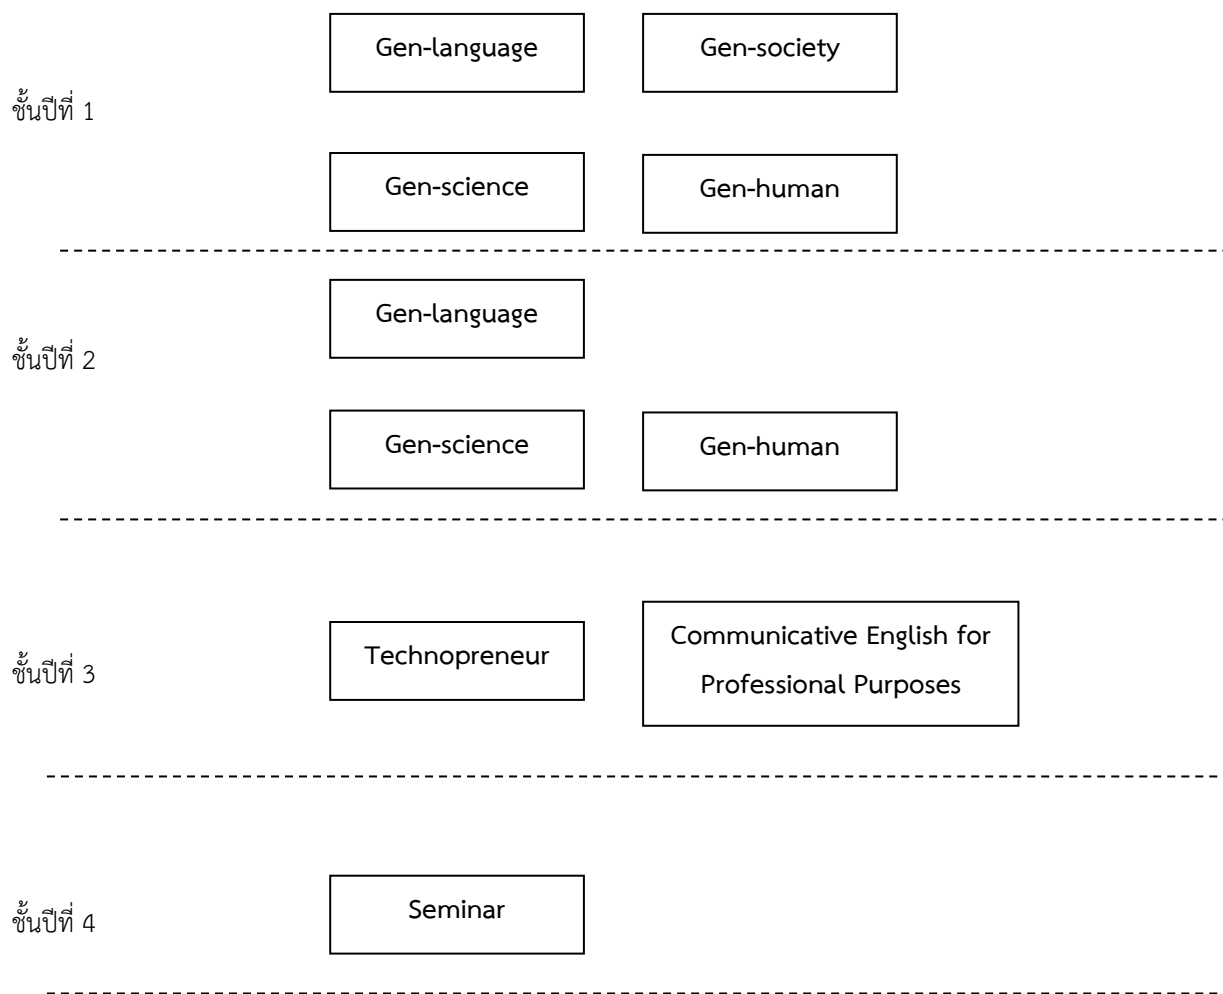 Gen-language
Gen-society
ชั้นปีที่ 1
Gen-science
Gen-human
Gen-language
ชั้นปีที่ 2
Gen-science
Gen-human
Communicative English for
Professional Purposes
Technopreneur
ชั้นปีที่ 3
Seminar
ชั้นปีที่ 4